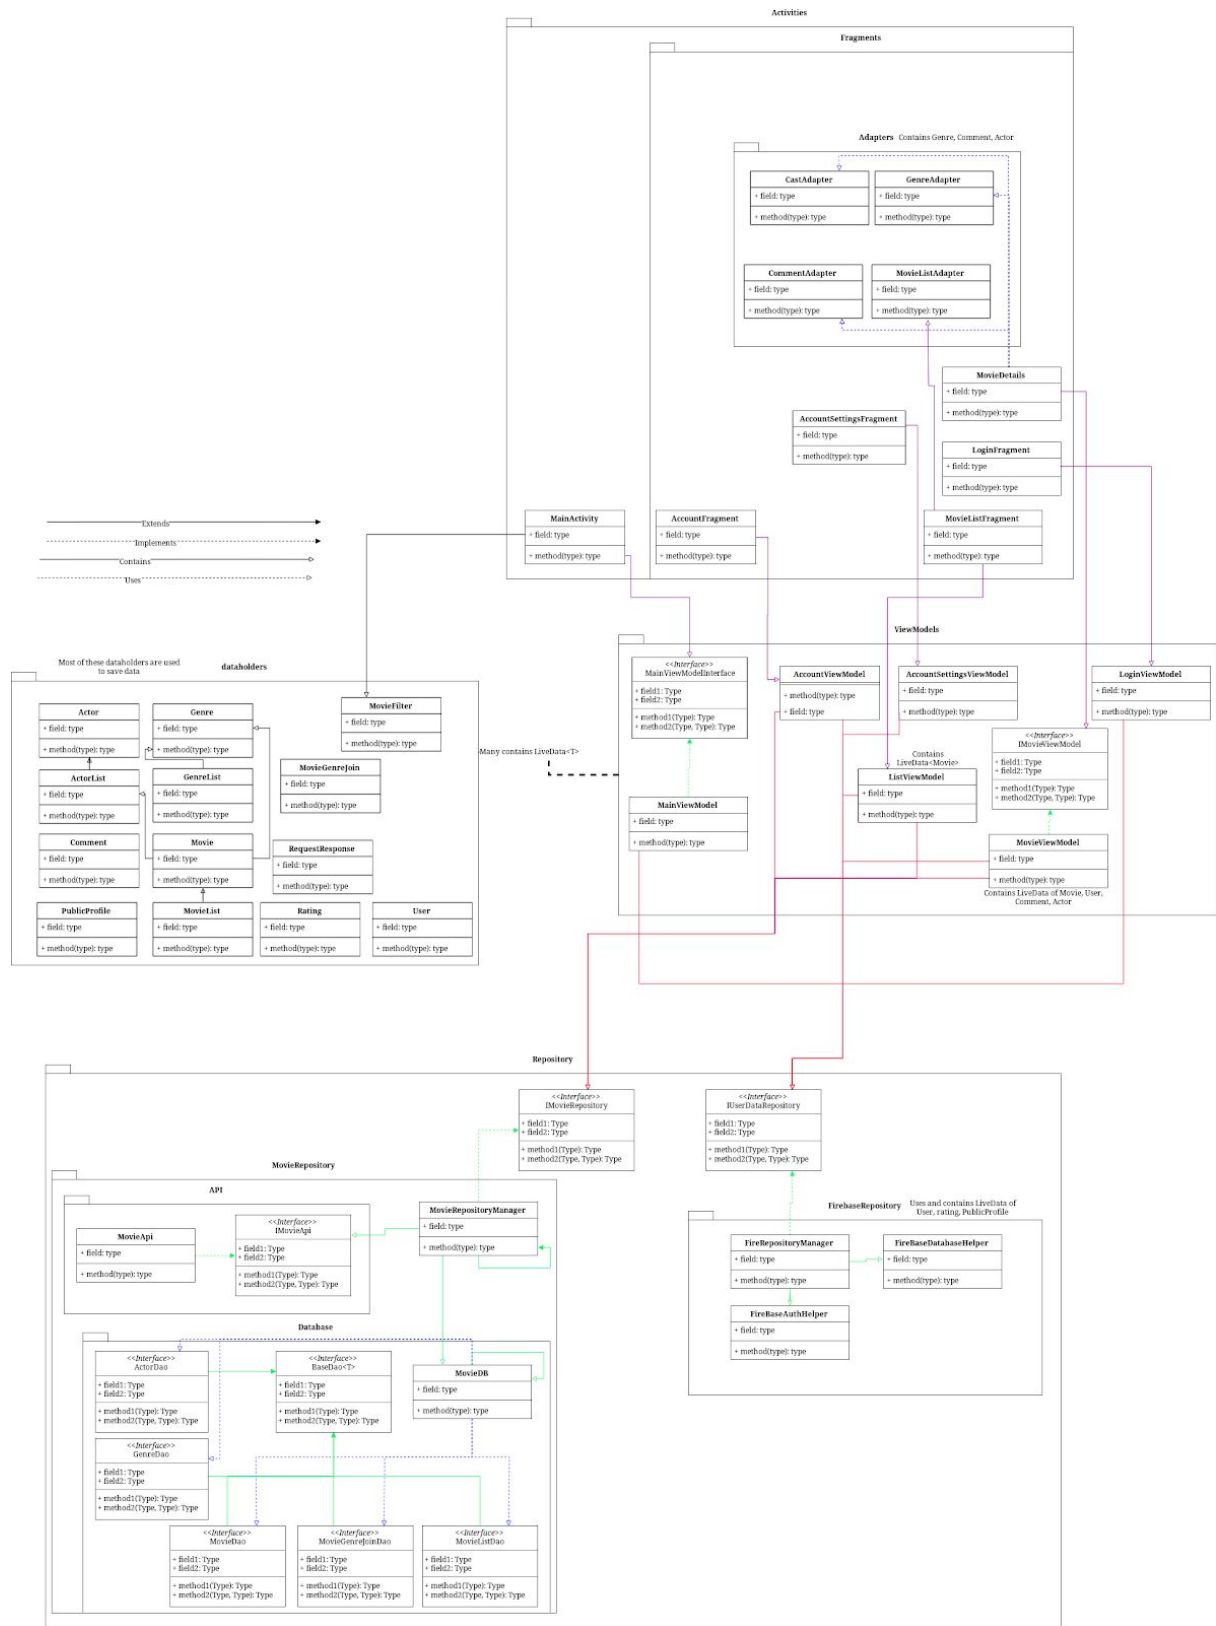 Activities
Fragments
Adapters Contains Genre, Comment, Actor
CastAdapter
+ field: type
+ method(type): type
GenreAdapter
+ field: type
+ method(type): type
CommentAdapter
+ field: type
+ method(type): type
MovieListAdapter
+ field: type
+ method(type): type
MovieDetails
+ field: type
+ method(type): type
AccountSettingsFragment
+ field: type
+ method(type): type
LoginFragment
+ field: type
+ method(type): type
MainActivity
+ field: type
+ method(type): type
AccountFragment
+ field: type
+ method(type): type
MovieListFragment
+ field: type
+ method(type): type
Extends
Implements
Contains
Uses
Most of these dataholders are used
to save data
dataholders
Actor
+ field: type
+ method(type): type
Genre
+ field: type
+ method(type): type
MovieFilter
+ field: type
+ method(type): type
ActorList
+ field: type
+ method(type): type
GenreList
+ field: type
+ method(type): type
MovieGenreJoin
+ field: type
+ method(type): type
Comment
+ field: type
+ method(type): type
Movie
+ field: type
+ method(type): type
RequestResponse
+ field: type
+ method(type): type
PublicProfile
+ field: type
+ method(type): type
MovieList
+ field: type
+ method(type): type
Rating
+ field: type
+ method(type): type
User
+ field: type
+ method(type): type
Many contains LiveData<T>
ViewModels
<<Interface>>
MainViewModelInterface
+ field1: Type
+ field2: Type
+ method1(Type): Type
+ method2(Type, Type): Type
AccountViewModel
+ method(type): type
+ field: type
AccountSettingsViewModel
+ field: type
+ method(type): type
LoginViewModel
+ field: type
+ method(type): type
<<Interface>>
IMovieViewModel
+ field1: Type
+ field2: Type
+ method1(Type): Type
+ method2(Type, Type): Type
Contains
LiveData<Movie>
ListViewModel
+ field: type
+ method(type): type
MainViewModel
+ field: type
+ method(type): type
MovieViewModel
+ field: type
+ method(type): type
Contains LiveData of Movie, User,
Comment, Actor
Repository
<<Interface>>
IMovieRepository
+ field1: Type
+ field2: Type
+ method1(Type): Type
+ method2(Type, Type): Type
<<Interface>>
IUserDataRepository
+ field1: Type
+ field2: Type
+ method1(Type): Type
+ method2(Type, Type): Type
MovieRepository
API
MovieApi
+ field: type
+ method(type): type
<<Interface>>
IMovieApi
+ field1: Type
+ field2: Type
+ method1(Type): Type
+ method2(Type, Type): Type
MovieRepositoryManager
+ field: type
+ method(type): type
FirebaseRepository
Uses and contains LiveData of
User, rating, PublicProfile
FireRepositoryManager
+ field: type
+ method(type): type
FireBaseDatabaseHelper
+ field: type
+ method(type): type
FireBaseAuthHelper
+ field: type
+ method(type): type
Database
<<Interface>>
ActorDao
+ field1: Type
+ field2: Type
+ method1(Type): Type
+ method2(Type, Type): Type
<<Interface>>
BaseDao<T>
+ field1: Type
+ field2: Type
+ method1(Type): Type
+ method2(Type, Type): Type
MovieDB
+ field: type
+ method(type): type
<<Interface>>
GenreDao
+ field1: Type
+ field2: Type
+ method1(Type): Type
+ method2(Type, Type): Type
<<Interface>>
MovieDao
+ field1: Type
+ field2: Type
+ method1(Type): Type
+ method2(Type, Type): Type
<<Interface>>
MovieGenreJoinDao
+ field1: Type
+ field2: Type
+ method1(Type): Type
+ method2(Type, Type): Type
<<Interface>>
MovieListDao
+ field1: Type
+ field2: Type
+ method1(Type): Type
+ method2(Type, Type): Type